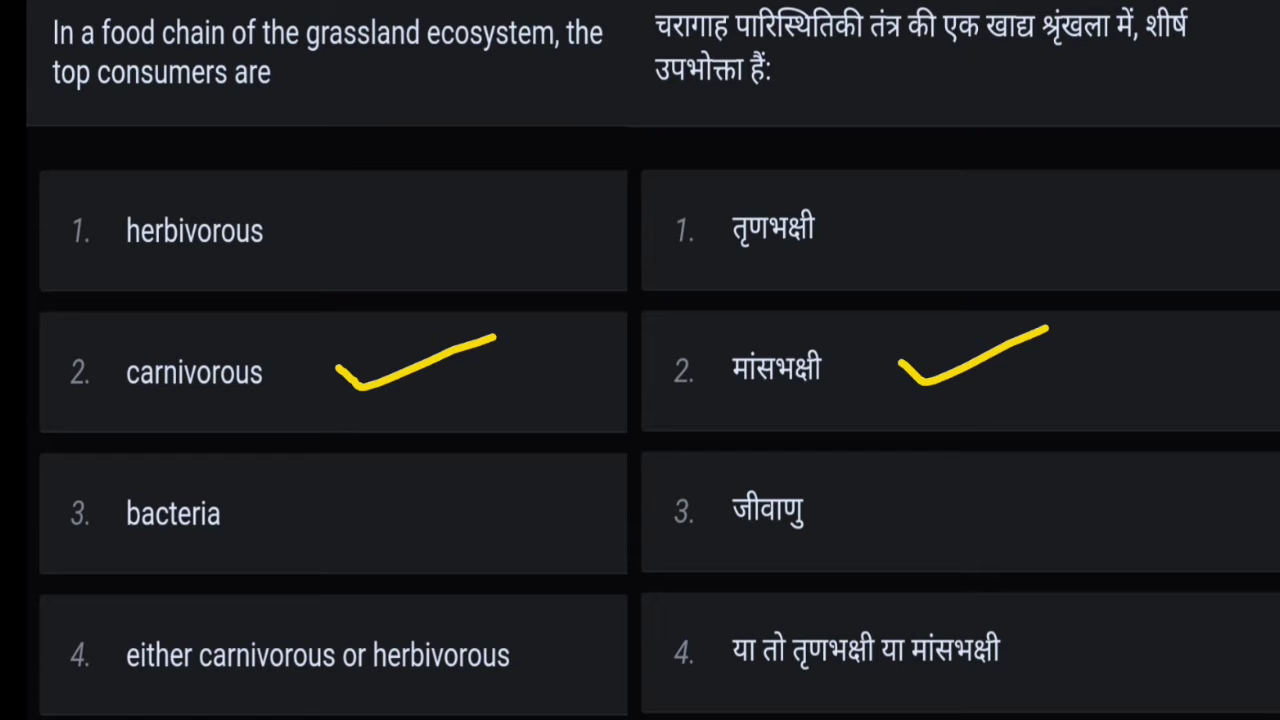 In a food chain of the grassland ecosystem, the
top consumers are
चरागाह पारिस्थितिकी तंत्र की एक खाद्य श्रृंखला में, शीर्ष
उपभोक्ता हैं:
1. herbivorous
2. carnivorous
3. bacteria
4. either carnivorous or herbivorous
1. तृणभक्षी
2. मांसभक्षी
3. जीवाणु
4. या तो तृणभक्षी या मांसभक्षी